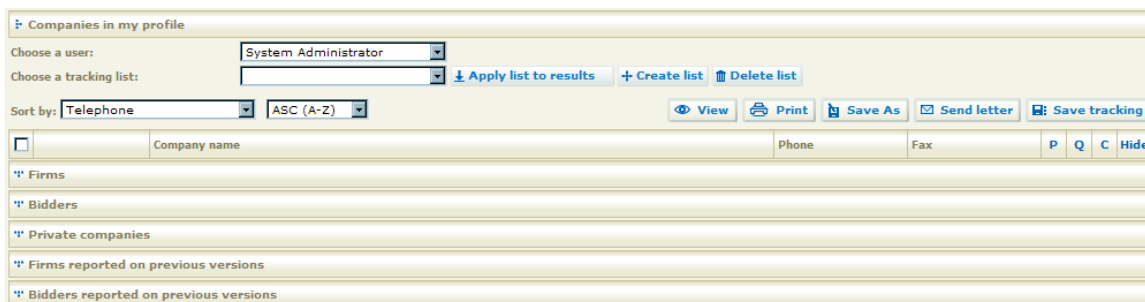 Companies in my profile
Choose a user: System Administrator
Choose a tracking list: Apply list to results Create list Delete list
Sort by: Telephone ASC (A-Z) View Print Save As Send letter Save tracking
Company name Phone Fax P Q C Hide
Firms
Bidders
Private companies
Firms reported on previous versions
Bidders reported on previous versions